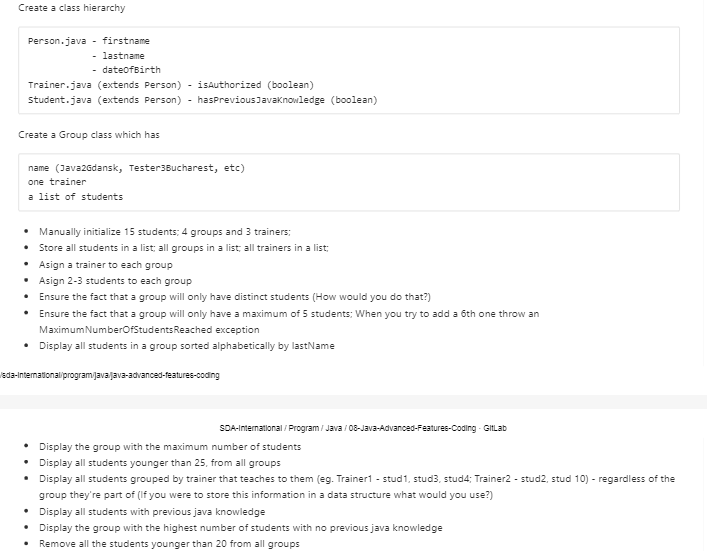 Create a class hierarchy
Person.java - firstname
- lastname
- dateOfBirth
Trainer.java (extends Person) - isAuthorized (boolean)
Student.java (extends Person) - hasPreviousJavaKnowledge (boolean)
Create a Group class which has
name (Java2Gdansk, Tester3Bucharest, etc)
one trainer
a list of students
• Manually initialize 15 students; 4 groups and 3 trainers;
• Store all students in a list; all groups in a list; all trainers in a list;
• Asign a trainer to each group
• Asign 2-3 students to each group
• Ensure the fact that a group will only have distinct students (How would you do that?)
• Ensure the fact that a group will only have a maximum of 5 students; When you try to add a 6th one throw an
MaximumNumberOfStudentsReached exception
• Display all students in a group sorted alphabetically by lastName
/sda-international/program/java/java-advanced-features-coding
SDA-International / Program / Java / 08-Java-Advanced-Features-Coding · GitLab
• Display the group with the maximum number of students
• Display all students younger than 25, from all groups
• Display all students grouped by trainer that teaches to them (eg. Trainer1 - stud1, stud3, stud4; Trainer2 - stud2, stud 10) - regardless of the
group they're part of (If you were to store this information in a data structure what would you use?)
• Display all students with previous java knowledge
• Display the group with the highest number of students with no previous java knowledge
• Remove all the students younger than 20 from all groups